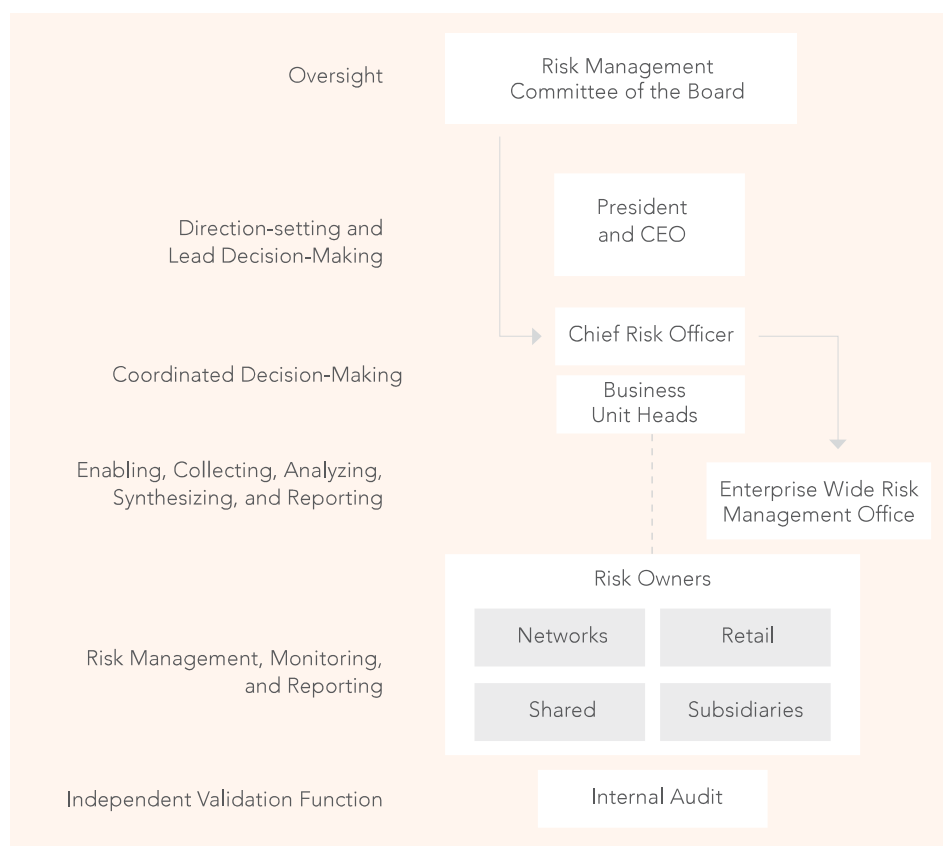 Oversight
Risk Management
Committee of the Board
Direction-setting and
Lead Decision-Making
President
and CEO
Chief Risk Officer
Coordinated Decision-Making
Business
Unit Heads
Enabling, Collecting, Analyzing,
Synthesizing, and Reporting
Enterprise Wide Risk
Management Office
Risk Owners
Networks
Retail
Risk Management, Monitoring,
and Reporting
Shared
Subsidiaries
Independent Validation Function
Internal Audit